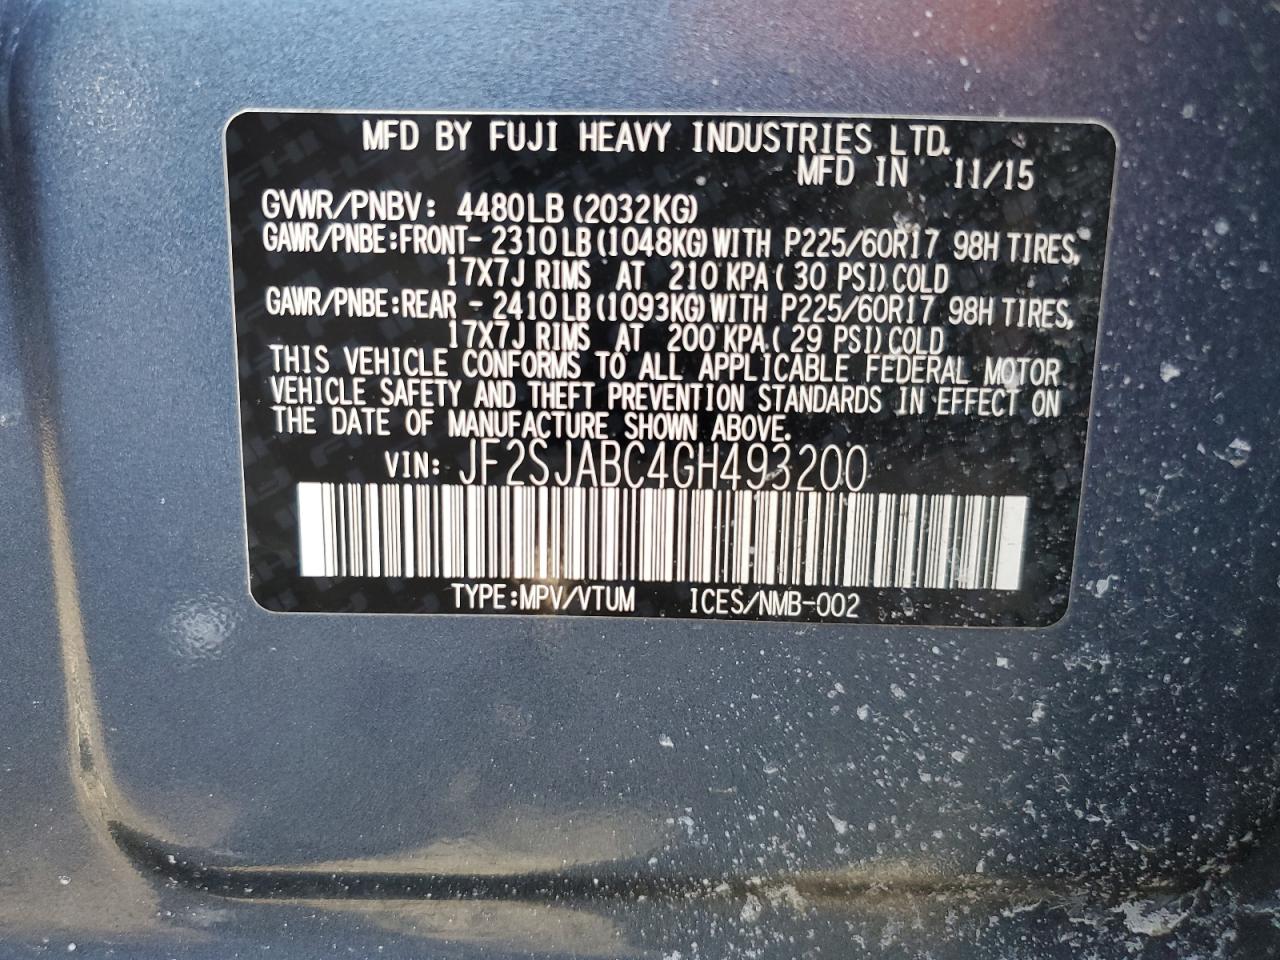 MFD BY FUJI HEAVY INDUSTRIES LTD.
MFD IN 11/15
GVWR/PNBV: 4480LB (2032KG)
GAWR/PNBE:FRONT- 2310LB (1048KG) WITH P225/60R17 98H TIRES,
17X7J RIMS AT 210 KPA ( 30 PSI) COLD
GAWR/PNBE:REAR - 2410LB (1093KG) WITH P225/60R17 98H TIRES,
17X7J RIMS AT 200 KPA ( 29 PSI) COLD
THIS VEHICLE CONFORMS TO ALL APPLICABLE FEDERAL MOTOR
VEHICLE SAFETY AND THEFT PREVENTION STANDARDS IN EFFECT ON
THE DATE OF MANUFACTURE SHOWN ABOVE.
VIN: JF2SJABC4GH493200
TYPE:MPV/VTUM ICES/NMB-002